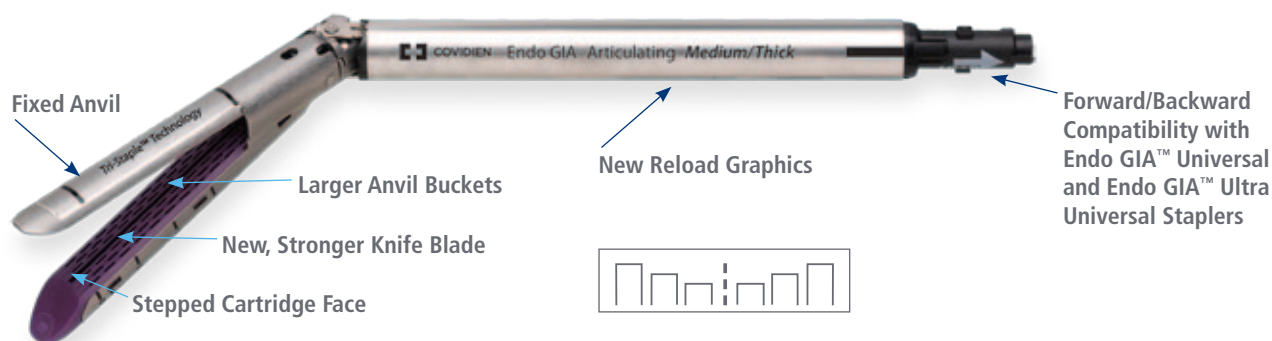 COVIDIEN Endo GIA Articulating Medium/Thick
Fixed Anvil
Tri-Staple™ Technology
Forward/Backward
Compatibility with
Endo GIA™ Universal
and Endo GIA™ Ultra
Universal Staplers
New Reload Graphics
Larger Anvil Buckets
New, Stronger Knife Blade
Stepped Cartridge Face